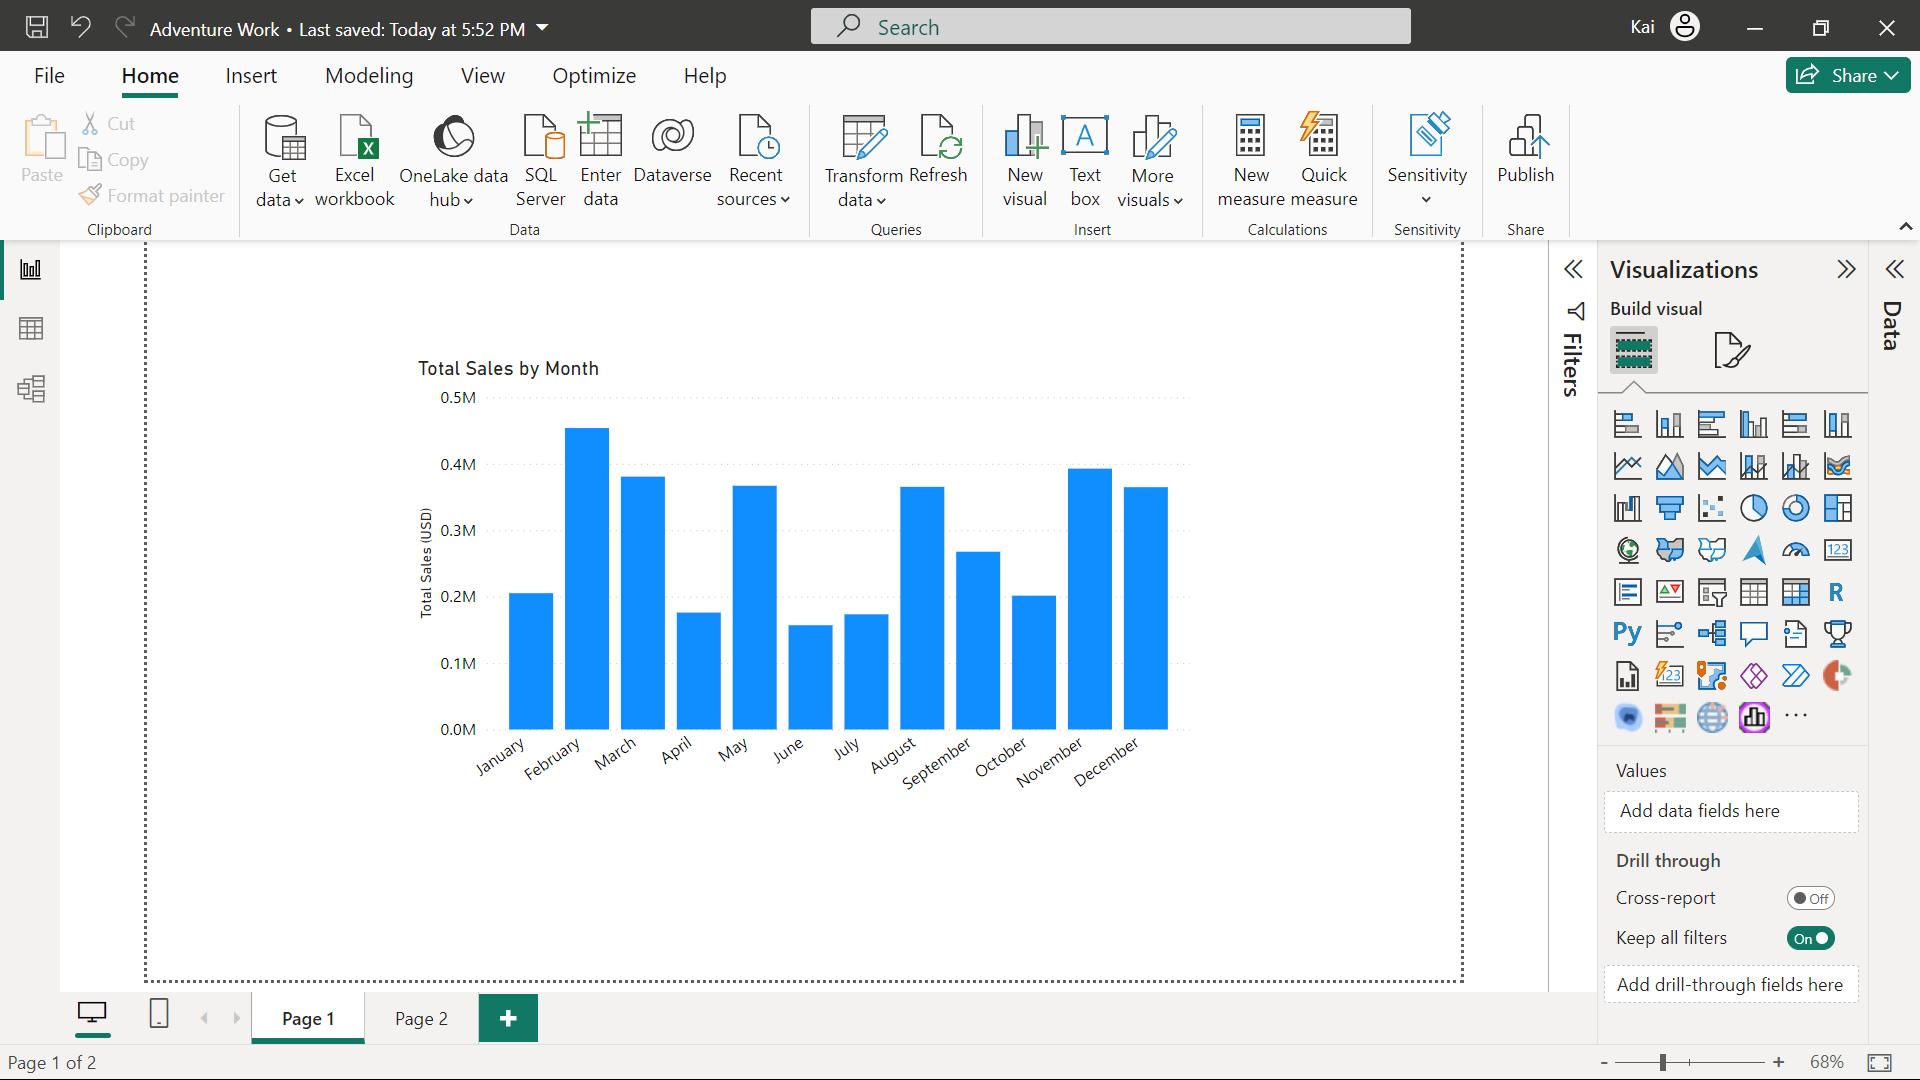 Adventure Work • Last saved: Today at 5:52 PM
Search
Kai
File Home Insert Modeling View Optimize Help
Share
Paste
Cut
Copy
Format painter
Clipboard
Get data
Excel workbook
OneLake data hub
SQL Server
Enter data
Dataverse
Recent sources
Data
Transform data
Refresh
Queries
New visual
Text box
More visuals
Insert
New measure
Quick measure
Calculations
Sensitivity
Sensitivity
Publish
Share
Total Sales by Month
Total Sales (USD)
0.5M
0.4M
0.3M
0.2M
0.1M
0.0M
January February March April May June July August September October November December
Filters
Visualizations
Build visual
123
R
Py
123
Values
Add data fields here
Drill through
Cross-report Off
Keep all filters On
Add drill-through fields here
Data
Page 1 Page 2
Page 1 of 2
- + 68%